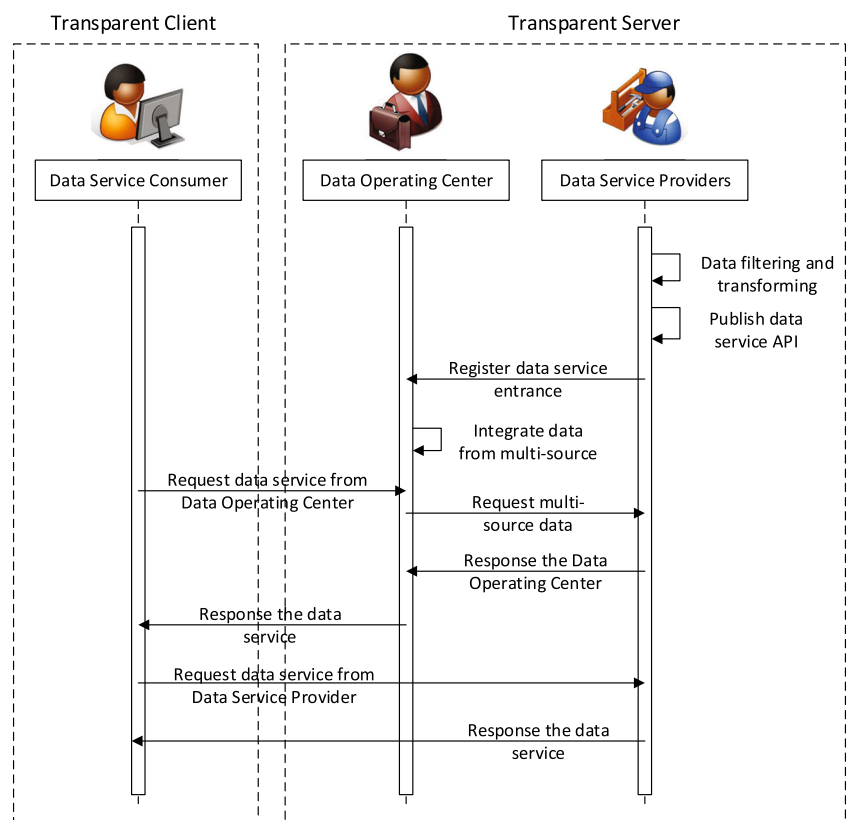 Transparent Client
Transparent Server
Data Service Consumer
Data Operating Center
Data Service Providers
Data filtering and
transforming
Publish data
service API
Register data service
entrance
Integrate data
from multi-source
Request data service from
Data Operating Center
Request multi-
source data
Response the Data
Operating Center
Response the data
service
Request data service from
Data Service Provider
Response the data
service